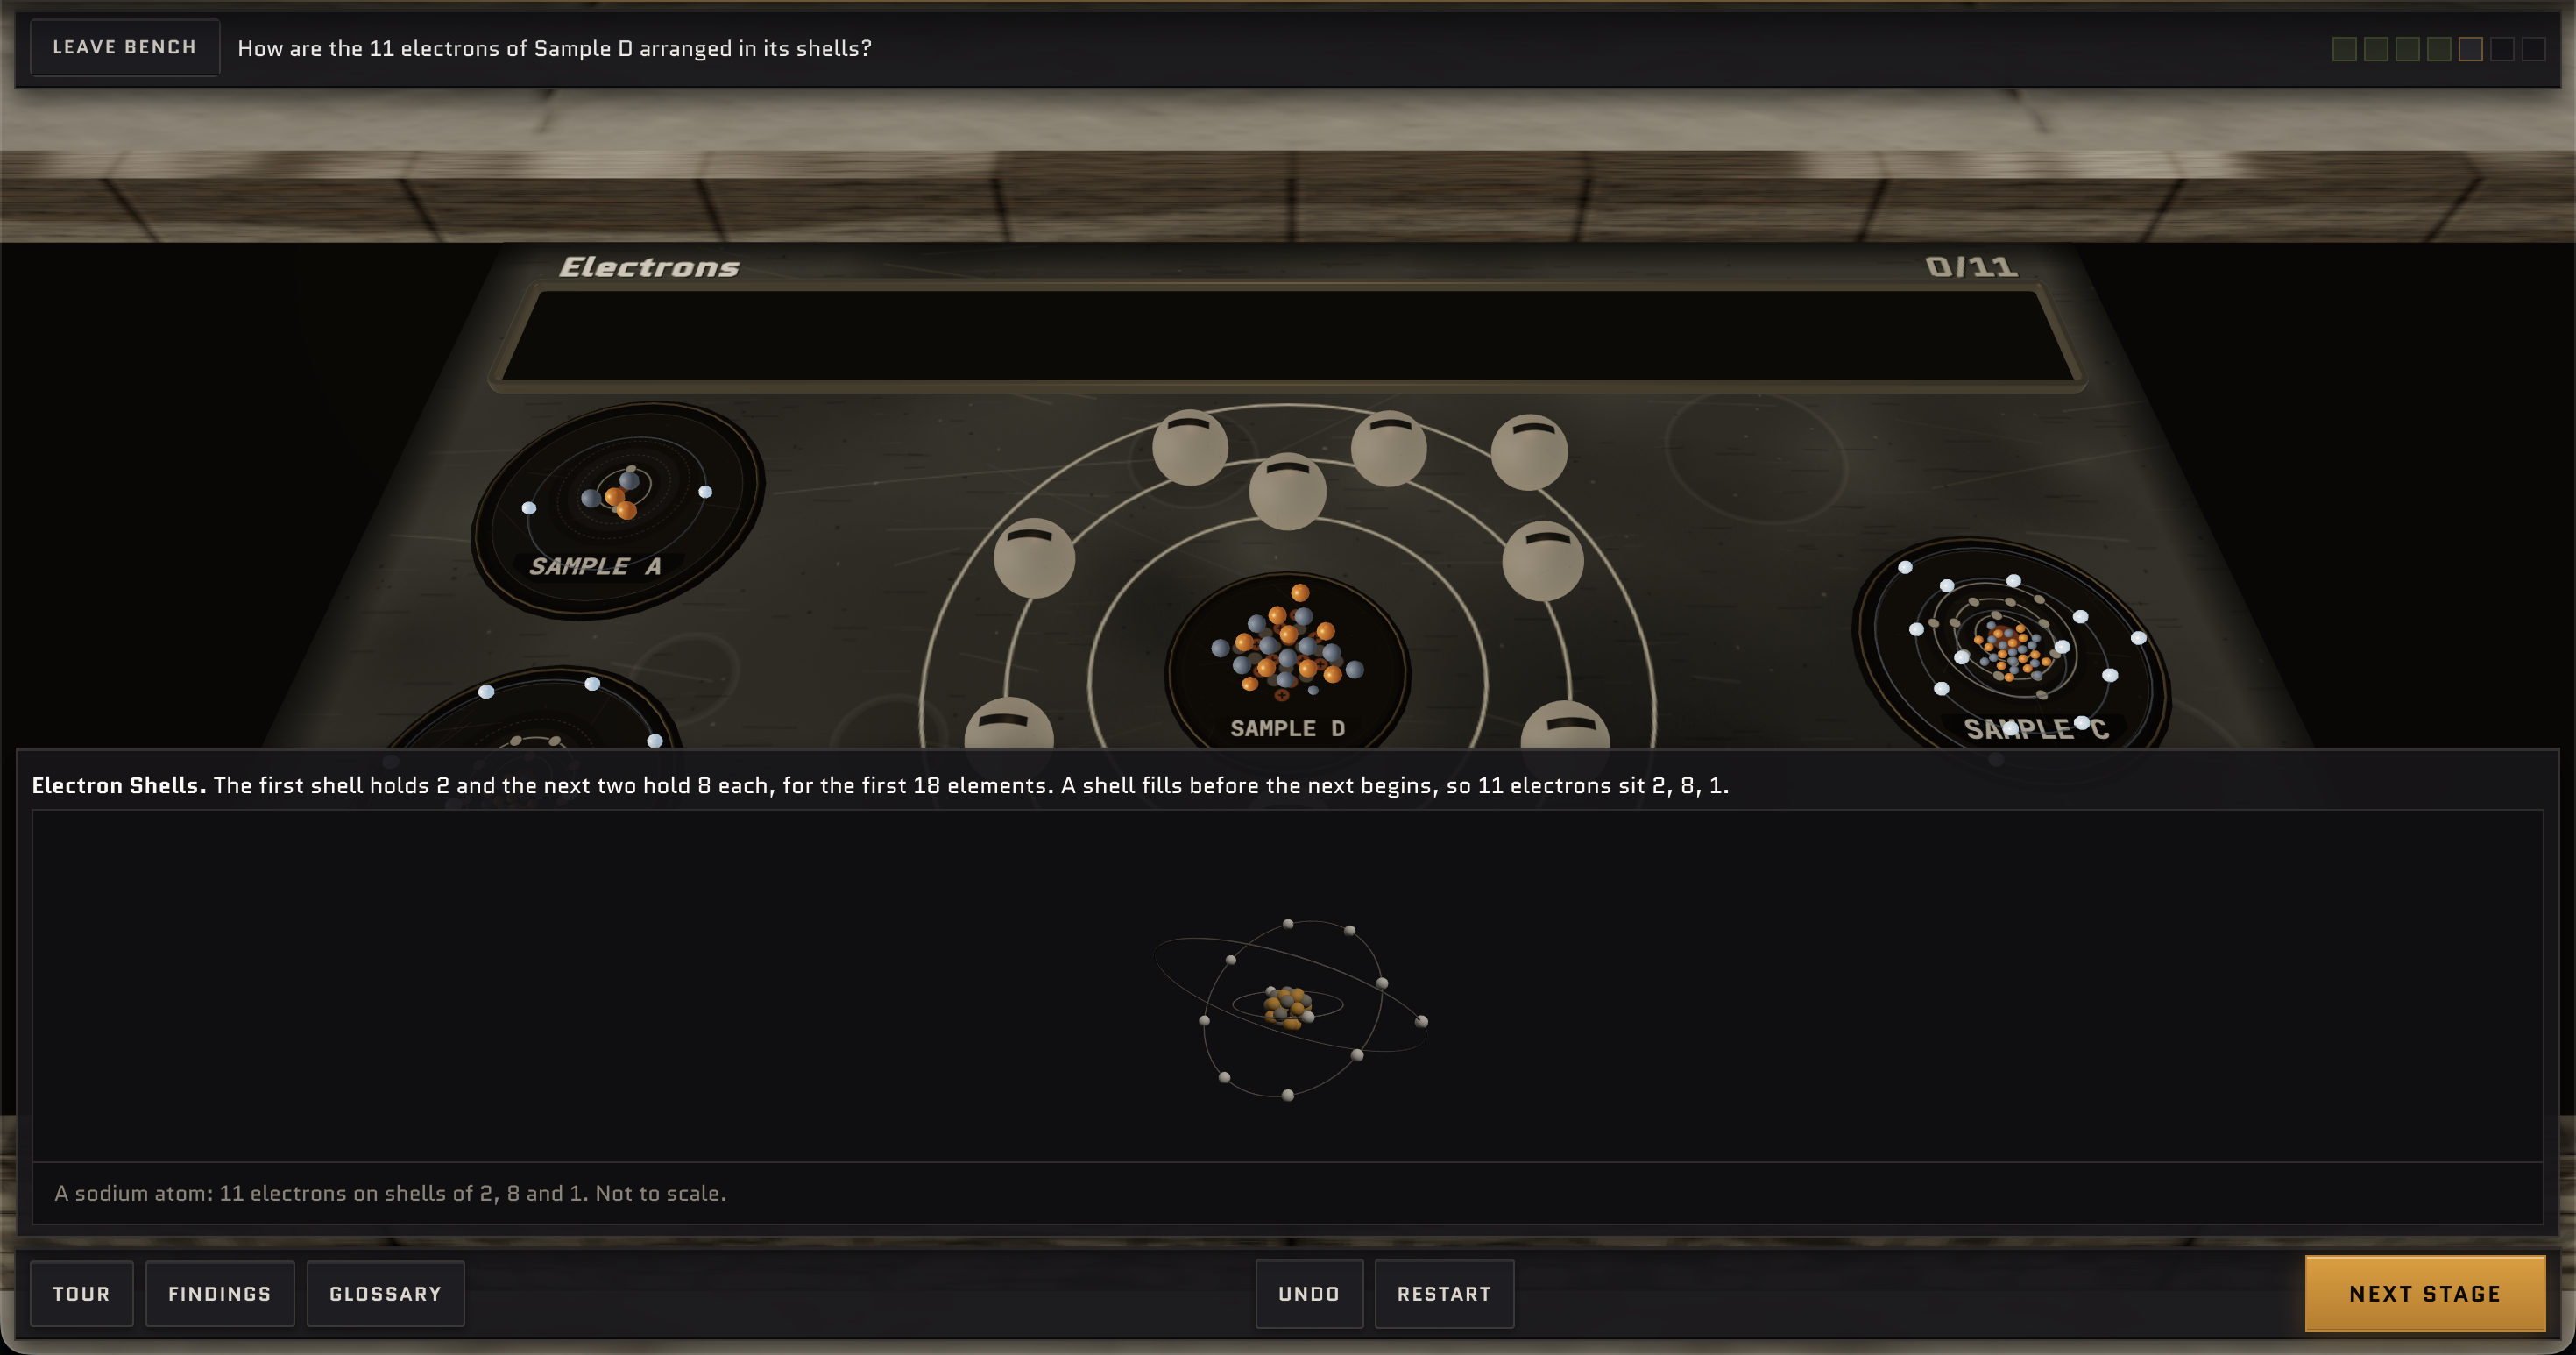 LEAVE BENCH
How are the 11 electrons of Sample D arranged in its shells?
Electrons
0/11
SAMPLE A
SAMPLE D
SAMPLE C
Electron Shells. The first shell holds 2 and the next two hold 8 each, for the first 18 elements. A shell fills before the next begins, so 11 electrons sit 2, 8, 1.
A sodium atom: 11 electrons on shells of 2, 8 and 1. Not to scale.
TOUR
FINDINGS
GLOSSARY
UNDO
RESTART
NEXT STAGE